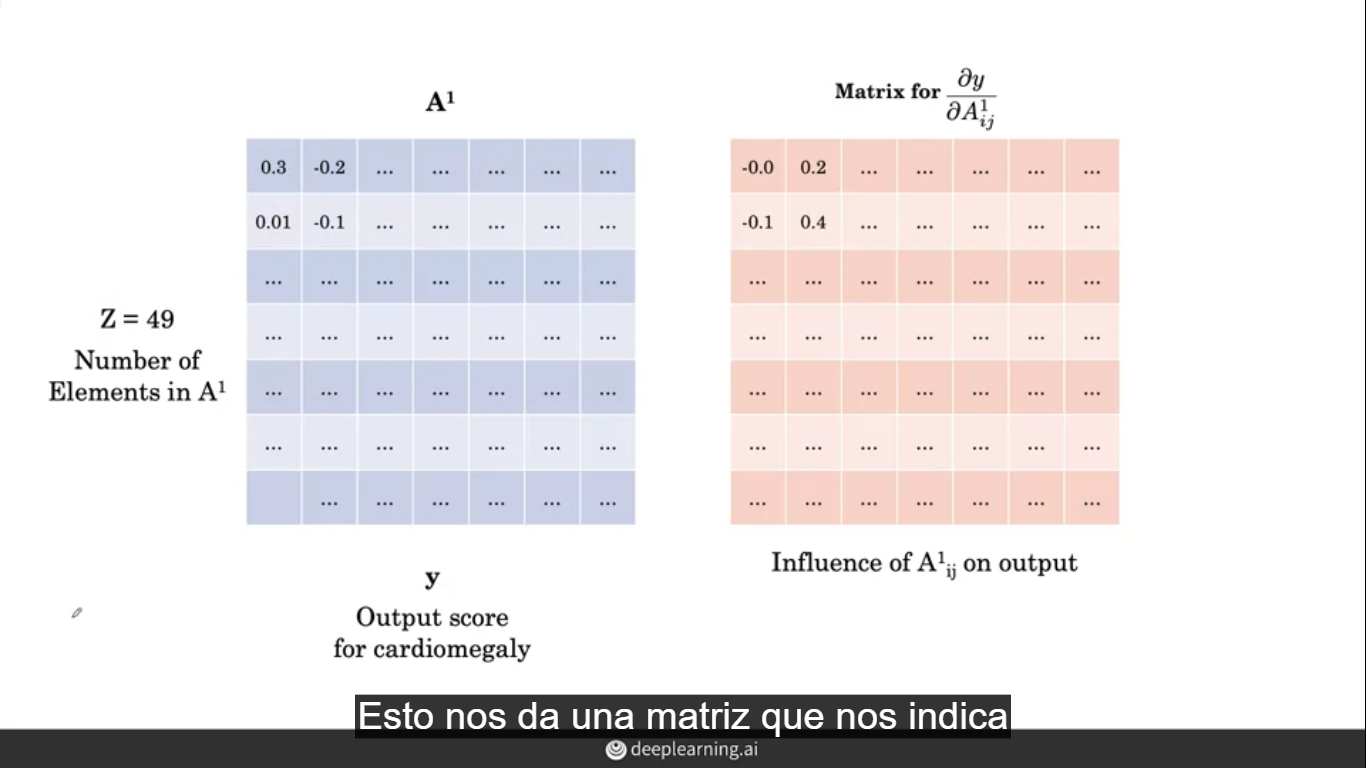 A¹
Matrix for ∂y/∂A¹ij
0.3 -0.2 ... ... ... ... ...
0.01 -0.1 ... ... ... ... ...
... ... ... ... ... ... ...
... ... ... ... ... ... ...
... ... ... ... ... ... ...
... ... ... ... ... ... ...
... ... ... ... ... ...
Z = 49
Number of
Elements in A¹
-0.0 0.2 ... ... ... ... ...
-0.1 0.4 ... ... ... ... ...
... ... ... ... ... ... ...
... ... ... ... ... ... ...
... ... ... ... ... ... ...
... ... ... ... ... ... ...
... ... ... ... ... ... ...
y
Output score
for cardiomegaly
Influence of A¹ij on output
Esto nos da una matriz que nos indica
deeplearning.ai